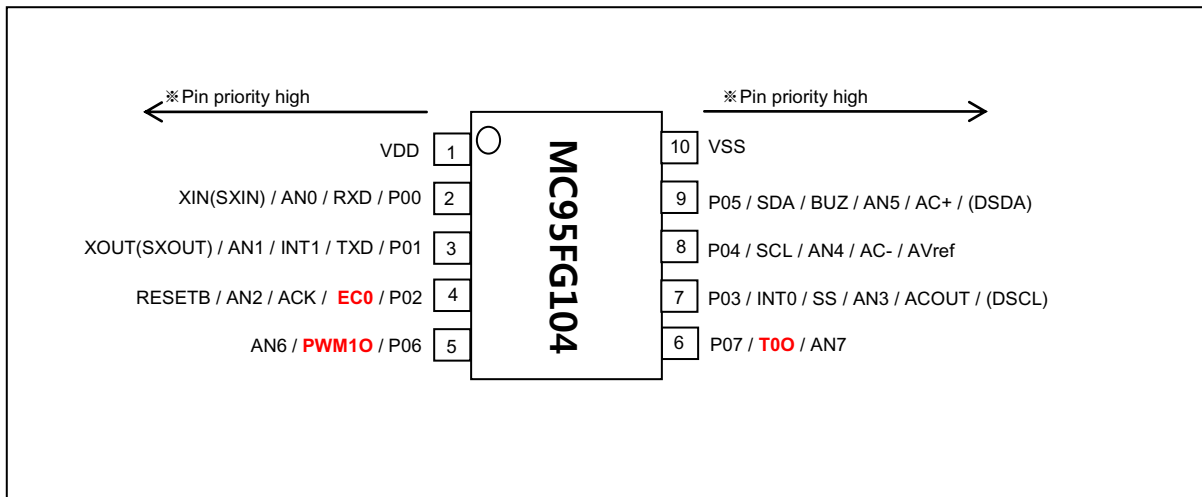 ※Pin priority high
※Pin priority high
VDD 1
10 VSS
XIN(SXIN) / AN0 / RXD / P00 2
9 P05 / SDA / BUZ / AN5 / AC+ / (DSDA)
XOUT(SXOUT) / AN1 / INT1 / TXD / P01 3
8 P04 / SCL / AN4 / AC- / AVref
RESETB / AN2 / ACK / EC0 / P02 4
7 P03 / INT0 / SS / AN3 / ACOUT / (DSCL)
AN6 / PWM1O / P06 5
6 P07 / T0O / AN7
MC95FG104